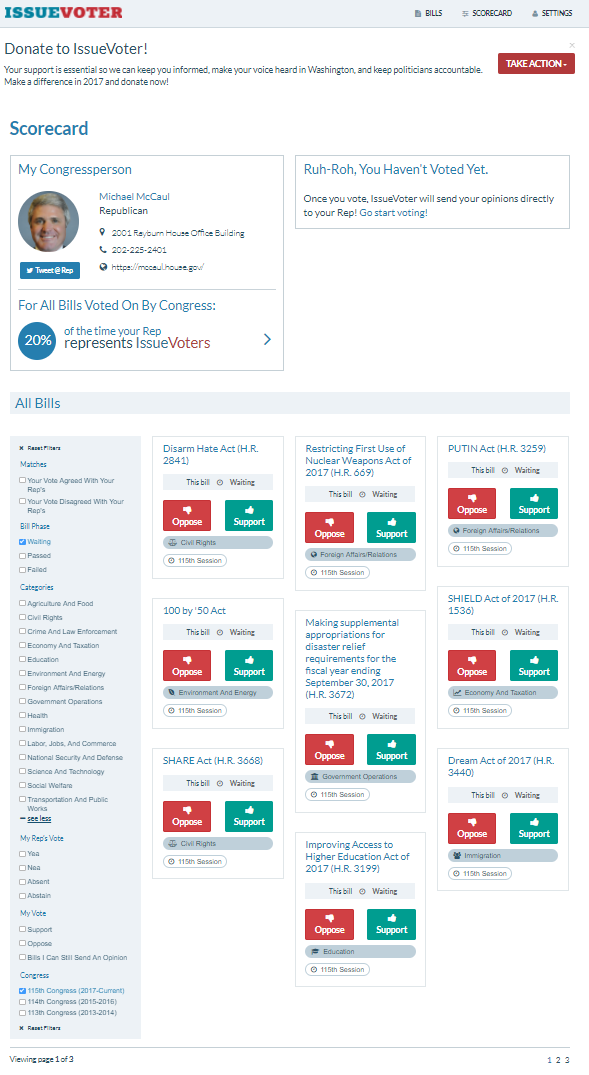 ISSUEVOTER
BILLS
SCORECARD
SETTINGS
Donate to IssueVoter!
×
Your support is essential so we can keep you informed, make your voice heard in Washington, and keep politicians accountable.
Make a difference in 2017 and donate now!
TAKE ACTION
Scorecard
My Congressperson
Michael McCaul
Republican
2001 Rayburn House Office Building
202-225-2401
https://mccaul.house.gov/
Tweet @ Rep
For All Bills Voted On By Congress:
20%
of the time your Rep
represents IssueVoters
Ruh-Roh, You Haven't Voted Yet.
Once you vote, IssueVoter will send your opinions directly
to your Rep! Go start voting!
All Bills
Reset Filters
Matches
Your Vote Agreed With Your
Rep's
Your Vote Disagreed With Your
Rep's
Bill Phase
Waiting
Passed
Failed
Categories
Agriculture And Food
Civil Rights
Crime And Law Enforcement
Economy And Taxation
Education
Environment And Energy
Foreign Affairs/Relations
Government Operations
Health
Immigration
Labor, Jobs, And Commerce
National Security And Defense
Science And Technology
Social Welfare
Transportation And Public
Works
see less
My Rep's Vote
Yea
Nea
Absent
Abstain
My Vote
Support
Oppose
Bills I Can Still Send An Opinion
Congress
115th Congress (2017-Current)
114th Congress (2015-2016)
113th Congress (2013-2014)
Reset Filters
Disarm Hate Act (H.R.
2841)
This bill Waiting
Oppose Support
Civil Rights
115th Session
100 by '50 Act
This bill Waiting
Oppose Support
Environment And Energy
115th Session
SHARE Act (H.R. 3668)
This bill Waiting
Oppose Support
Civil Rights
115th Session
Restricting First Use of
Nuclear Weapons Act of
2017 (H.R. 669)
This bill Waiting
Oppose Support
Foreign Affairs/Relations
115th Session
Making supplemental
appropriations for
disaster relief
requirements for the
fiscal year ending
September 30, 2017
(H.R. 3672)
This bill Waiting
Oppose Support
Government Operations
115th Session
Improving Access to
Higher Education Act of
2017 (H.R. 3199)
This bill Waiting
Oppose Support
Education
115th Session
PUTIN Act (H.R. 3259)
This bill Waiting
Oppose Support
Foreign Affairs/Relations
115th Session
SHIELD Act of 2017 (H.R.
1536)
This bill Waiting
Oppose Support
Economy And Taxation
115th Session
Dream Act of 2017 (H.R.
3440)
This bill Waiting
Oppose Support
Immigration
115th Session
Viewing page 1 of 3
1 2 3